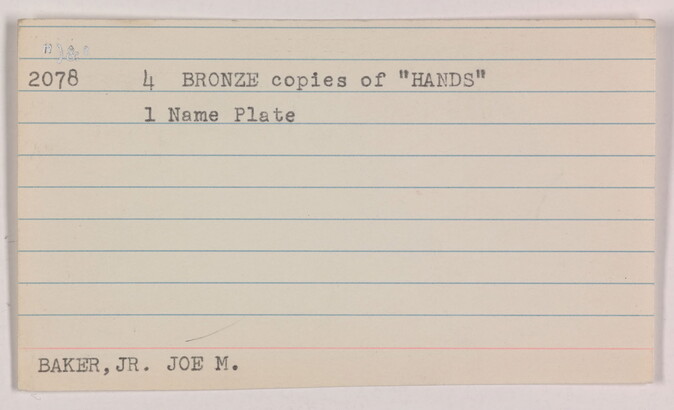 2078 4 BRONZE copies of "HANDS"
1 Name Plate
BAKER,JR. JOE M.